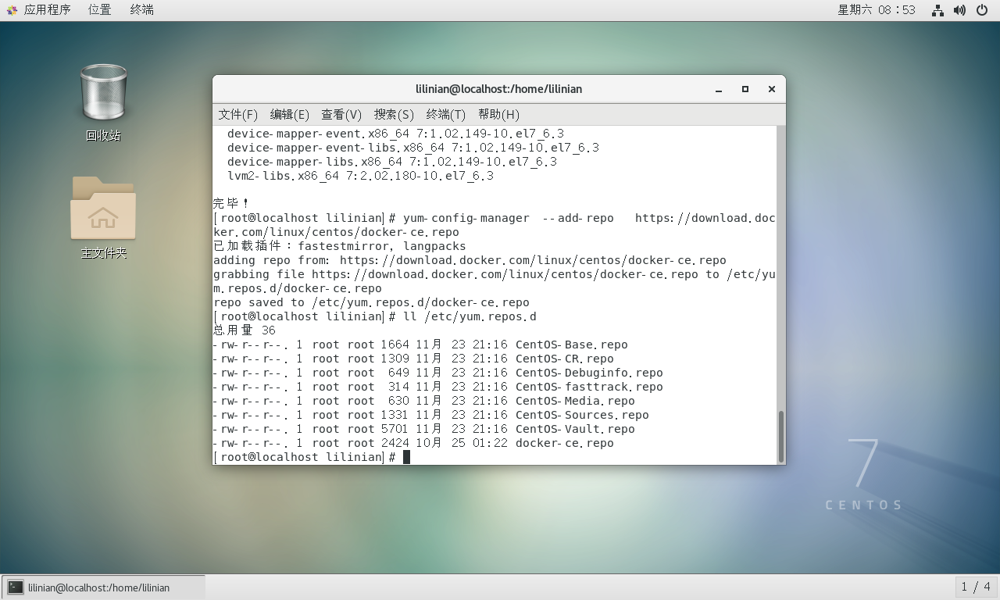 应用程序 位置 终端 星期六 08:53
回收站
主文件夹
lilinian@localhost:/home/lilinian
文件(F) 编辑(E) 查看(V) 搜索(S) 终端(T) 帮助(H)
device-mapper-event.x86_64 7:1.02.149-10.el7_6.3
device-mapper-event-libs.x86_64 7:1.02.149-10.el7_6.3
device-mapper-libs.x86_64 7:1.02.149-10.el7_6.3
lvm2-libs.x86_64 7:2.02.180-10.el7_6.3
完毕！
[root@localhost lilinian]# yum-config-manager --add-repo https://download.doc
ker.com/linux/centos/docker-ce.repo
已加载插件：fastestmirror, langpacks
adding repo from: https://download.docker.com/linux/centos/docker-ce.repo
grabbing file https://download.docker.com/linux/centos/docker-ce.repo to /etc/yu
m.repos.d/docker-ce.repo
repo saved to /etc/yum.repos.d/docker-ce.repo
[root@localhost lilinian]# ll /etc/yum.repos.d
总用量 36
-rw-r--r--. 1 root root 1664 11月 23 21:16 CentOS-Base.repo
-rw-r--r--. 1 root root 1309 11月 23 21:16 CentOS-CR.repo
-rw-r--r--. 1 root root 649 11月 23 21:16 CentOS-Debuginfo.repo
-rw-r--r--. 1 root root 314 11月 23 21:16 CentOS-fasttrack.repo
-rw-r--r--. 1 root root 630 11月 23 21:16 CentOS-Media.repo
-rw-r--r--. 1 root root 1331 11月 23 21:16 CentOS-Sources.repo
-rw-r--r--. 1 root root 5701 11月 23 21:16 CentOS-Vault.repo
-rw-r--r--. 1 root root 2424 10月 25 01:22 docker-ce.repo
[root@localhost lilinian]#
7
CENTOS
lilinian@localhost:/home/lilinian 1 / 4